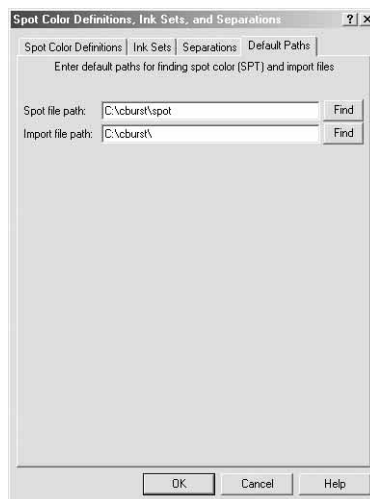 Spot Color Definitions, Ink Sets, and Separations ? x
Spot Color Definitions Ink Sets Separations Default Paths
Enter default paths for finding spot color (SPT) and import files
Spot file path: C:\cburst\spot Find
Import file path: C:\cburst\ Find
OK Cancel Help